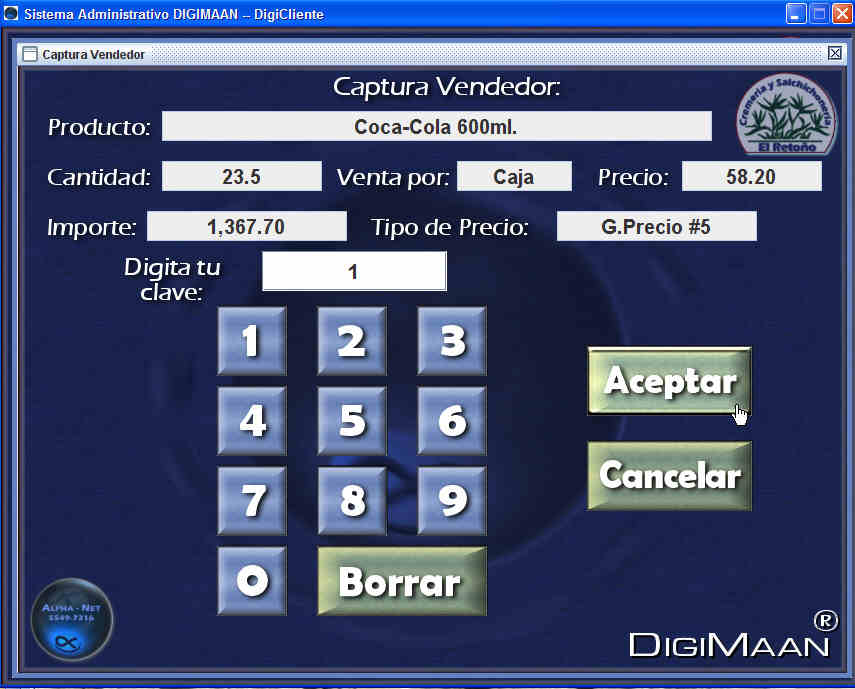 Sistema Administrativo DIGIMAAN -- DigiCliente
Captura Vendedor
Captura Vendedor:
Cremería y Salchichonería
El Retoño
Producto: Coca-Cola 600ml.
Cantidad: 23.5 Venta por: Caja Precio: 58.20
Importe: 1,367.70 Tipo de Precio: G.Precio #5
Digita tu
clave: 1
1 2 3
Aceptar
4 5 6
Cancelar
7 8 9
0 Borrar
ALPHA - NET
5549-7316
DIGIMAAN ®